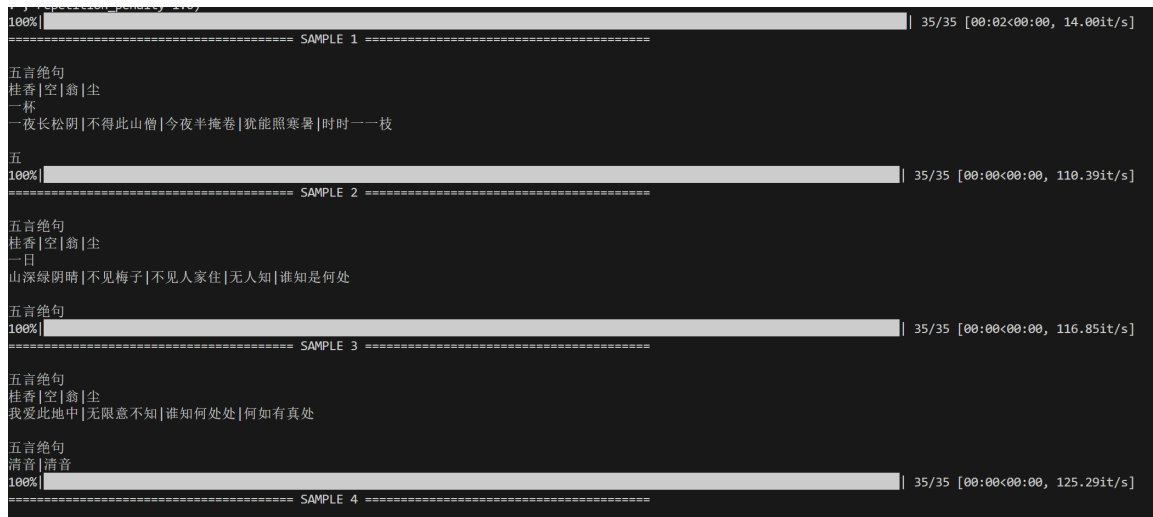 repetition_penalty 1.0)
100%| | 35/35 [00:02<00:00, 14.00it/s]
======================================== SAMPLE 1 ========================================
五言绝句
桂香|空|翁|尘
一杯
一夜长松阴|不得此山僧|今夜半掩卷|犹能照寒暑|时时一一枝
五
100%| | 35/35 [00:00<00:00, 110.39it/s]
======================================== SAMPLE 2 ========================================
五言绝句
桂香|空|翁|尘
一日
山深绿阴晴|不见梅子|不见人家住|无人知|谁知是何处
五言绝句
100%| | 35/35 [00:00<00:00, 116.85it/s]
======================================== SAMPLE 3 ========================================
五言绝句
桂香|空|翁|尘
我爱此地中|无限意不知|谁知何处处|何如有真处
五言绝句
清音|清音
100%| | 35/35 [00:00<00:00, 125.29it/s]
======================================== SAMPLE 4 ========================================